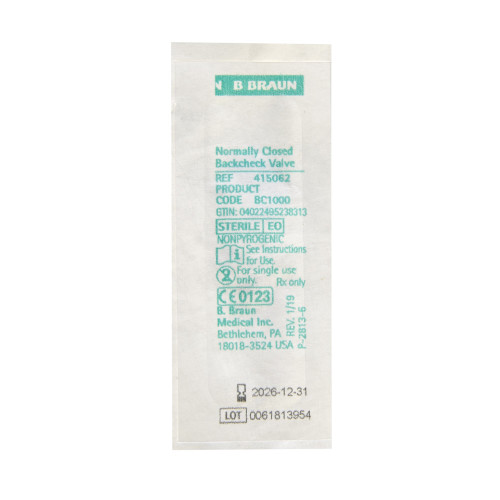 N B BRAUN
Normally Closed
Backcheck Valve
REF 415062
PRODUCT
CODE BC1000
GTIN: 04022495238313
STERILE EO
NONPYROGENIC
See Instructions
for Use.
2 For single use
only. Rx only
CE0123
B. Braun
Medical Inc.
Bethlehem, PA
18018-3524 USA
REV. 1/19
P-2813-6
2026-12-31
LOT 0061813954